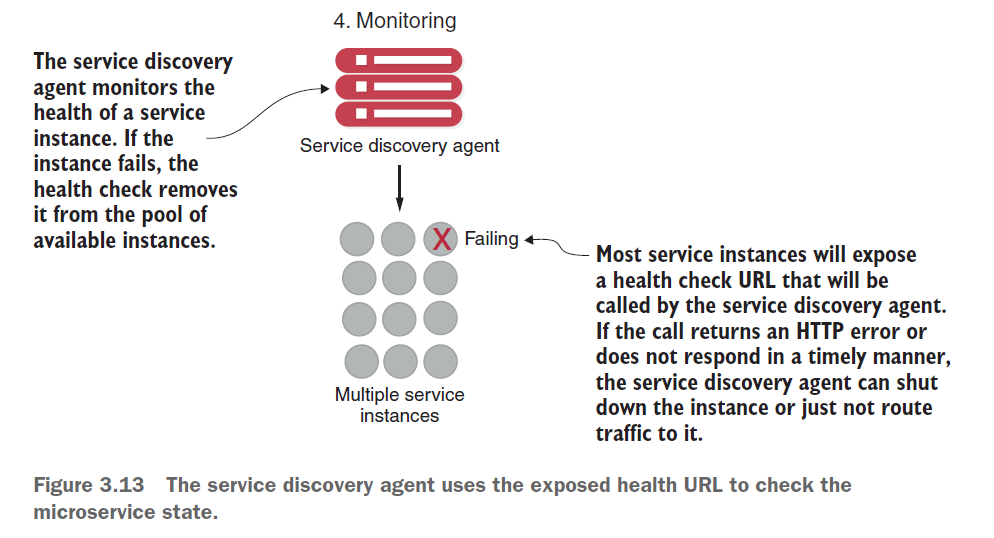 4. Monitoring
The service discovery
agent monitors the
health of a service
instance. If the
instance fails, the
health check removes
it from the pool of
available instances.
Service discovery agent
X Failing
Most service instances will expose
a health check URL that will be
called by the service discovery agent.
If the call returns an HTTP error or
does not respond in a timely manner,
the service discovery agent can shut
down the instance or just not route
traffic to it.
Multiple service
instances
Figure 3.13 The service discovery agent uses the exposed health URL to check the
microservice state.